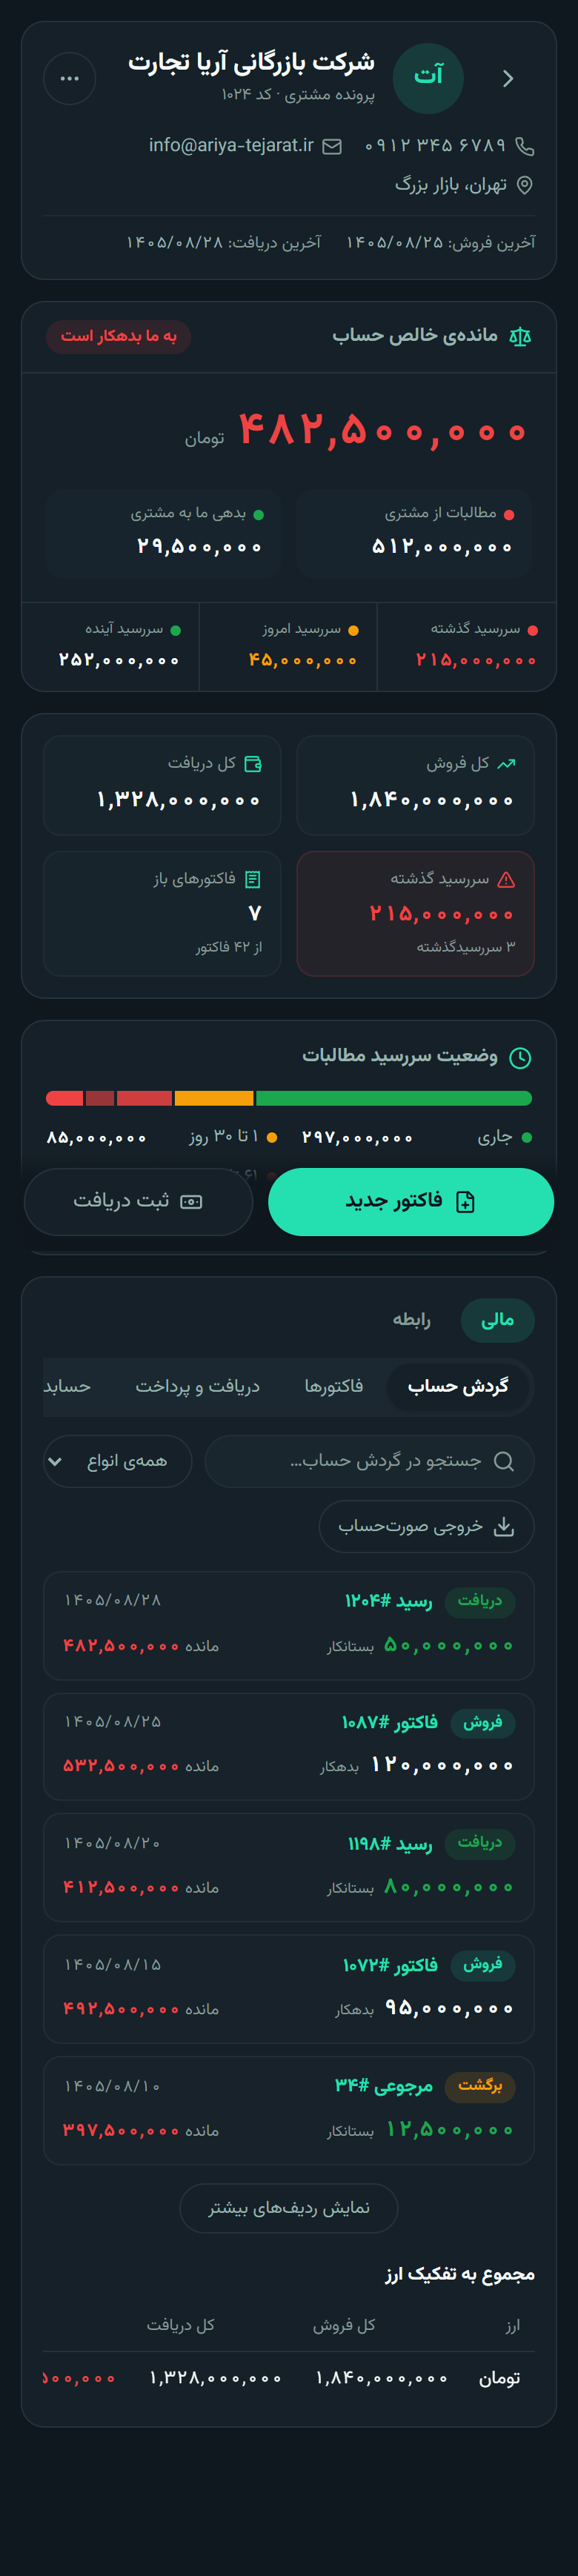 شرکت بازرگانی آریا تجارت
آت
پرونده مشتری · کد ۱۰۲۴
۰۹۱۲ ۳۴۵ ۶۷۸۹
info@ariya-tejarat.ir
تهران، بازار بزرگ
آخرین فروش: ۱۴۰۵/۰۸/۲۵
آخرین دریافت: ۱۴۰۵/۰۸/۲۸
مانده‌ی خالص حساب
به ما بدهکار است
۴۸۲,۵۰۰,۰۰۰ تومان
مطالبات از مشتری
۵۱۲,۰۰۰,۰۰۰
بدهی ما به مشتری
۲۹,۵۰۰,۰۰۰
سررسید گذشته
۲۱۵,۰۰۰,۰۰۰
سررسید امروز
۴۵,۰۰۰,۰۰۰
سررسید آینده
۲۵۲,۰۰۰,۰۰۰
کل فروش
۱,۸۴۰,۰۰۰,۰۰۰
کل دریافت
۱,۳۲۸,۰۰۰,۰۰۰
سررسید گذشته
۲۱۵,۰۰۰,۰۰۰
۳ سررسیدگذشته
فاکتورهای باز
۷
از ۴۲ فاکتور
وضعیت سررسید مطالبات
جاری ۲۹۷,۰۰۰,۰۰۰
۱ تا ۳۰ روز ۸۵,۰۰۰,۰۰۰
فاکتور جدید
ثبت دریافت
مالی
رابطه
گردش حساب
فاکتورها
دریافت و پرداخت
حسابد
جستجو در گردش حساب...
همه‌ی انواع
خروجی صورت‌حساب
دریافت رسید #۱۲۰۴ ۱۴۰۵/۰۸/۲۸
۵۰,۰۰۰,۰۰۰ بستانکار مانده ۴۸۲,۵۰۰,۰۰۰
فروش فاکتور #۱۰۸۷ ۱۴۰۵/۰۸/۲۵
۱۲۰,۰۰۰,۰۰۰ بدهکار مانده ۵۳۲,۵۰۰,۰۰۰
دریافت رسید #۱۱۹۸ ۱۴۰۵/۰۸/۲۰
۸۰,۰۰۰,۰۰۰ بستانکار مانده ۴۱۲,۵۰۰,۰۰۰
فروش فاکتور #۱۰۷۲ ۱۴۰۵/۰۸/۱۵
۹۵,۰۰۰,۰۰۰ بدهکار مانده ۴۹۲,۵۰۰,۰۰۰
برگشت مرجوعی #۳۴ ۱۴۰۵/۰۸/۱۰
۱۲,۵۰۰,۰۰۰ بستانکار مانده ۳۹۷,۵۰۰,۰۰۰
نمایش ردیف‌های بیشتر
مجموع به تفکیک ارز
ارز کل فروش کل دریافت
تومان ۱,۸۴۰,۰۰۰,۰۰۰ ۱,۳۲۸,۰۰۰,۰۰۰ ۵۰۰,۰۰۰